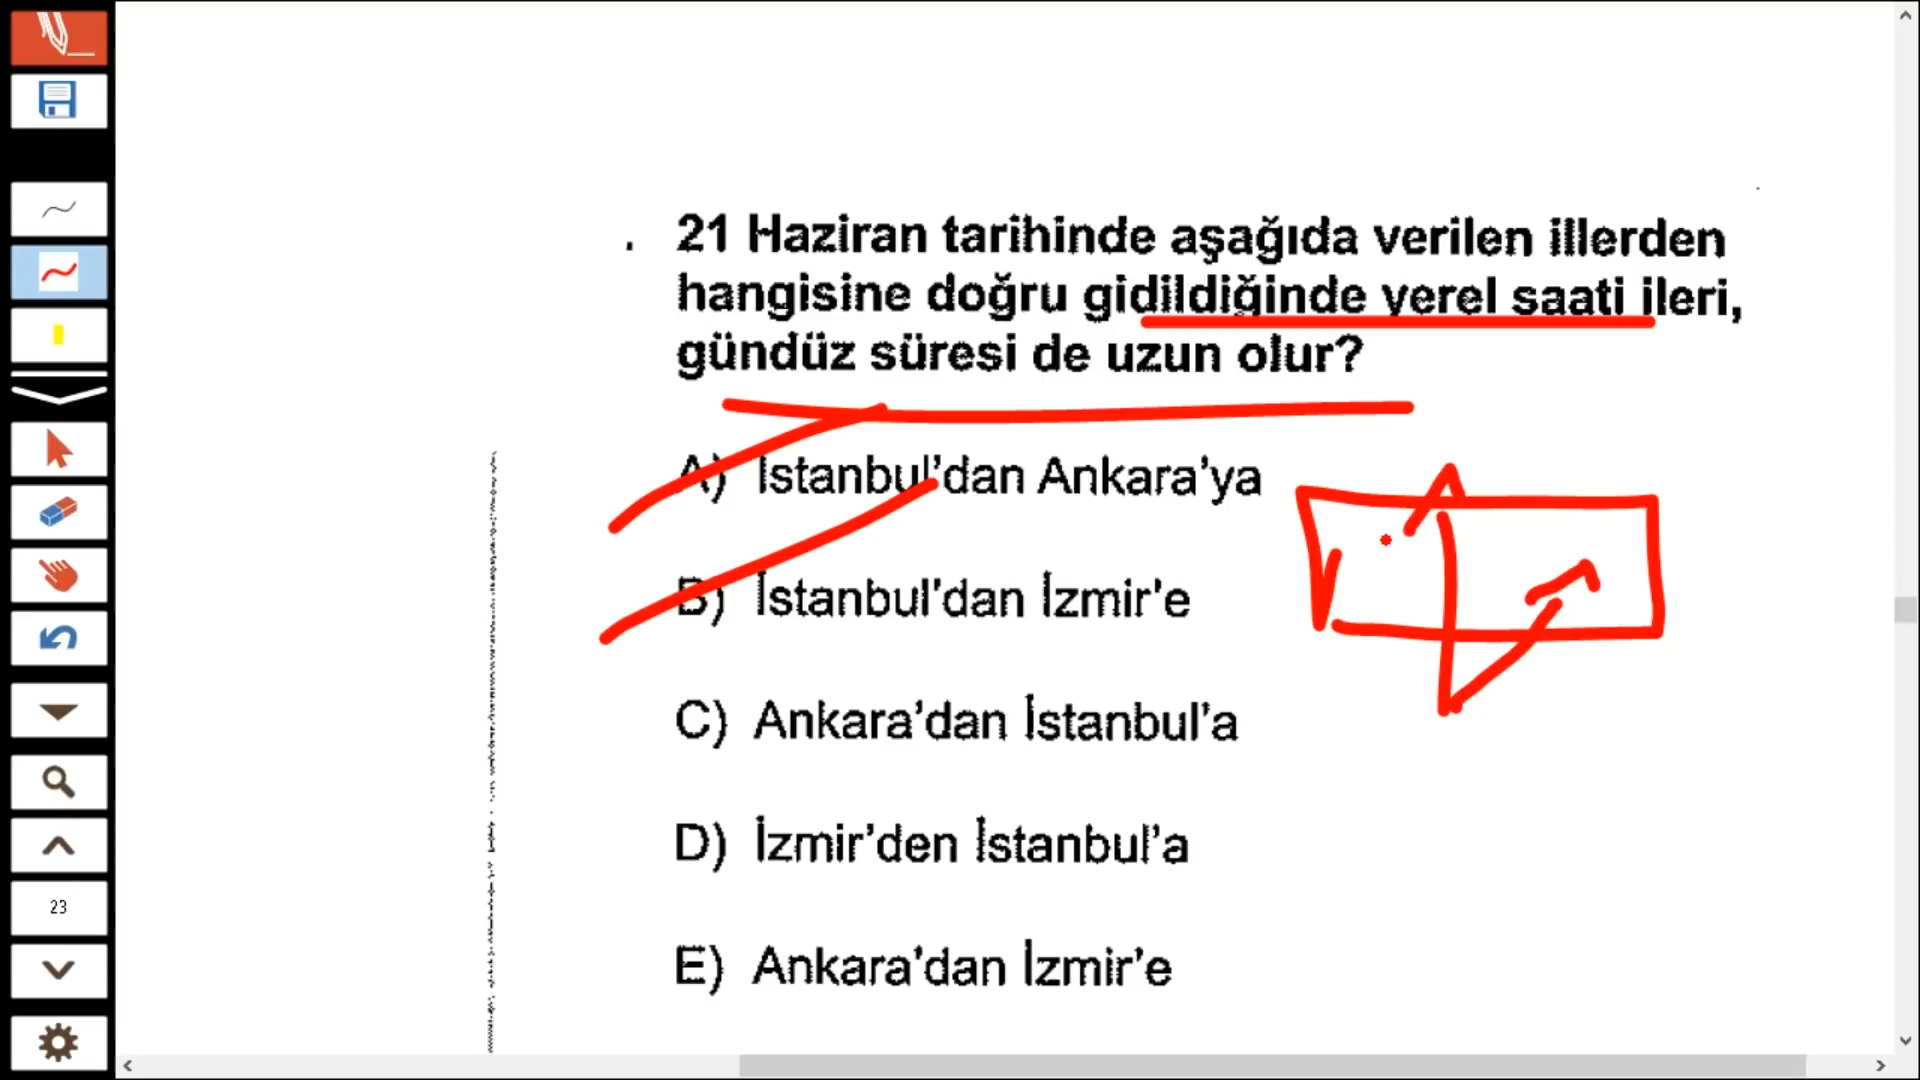 21 Haziran tarihinde aşağıda verilen illerden
hangisine doğru gidildiğinde yerel saati ileri,
gündüz süresi de uzun olur?
A) İstanbul'dan Ankara'ya
B) İstanbul'dan İzmir'e
C) Ankara'dan İstanbul'a
D) İzmir'den İstanbul'a
E) Ankara'dan İzmir'e
23